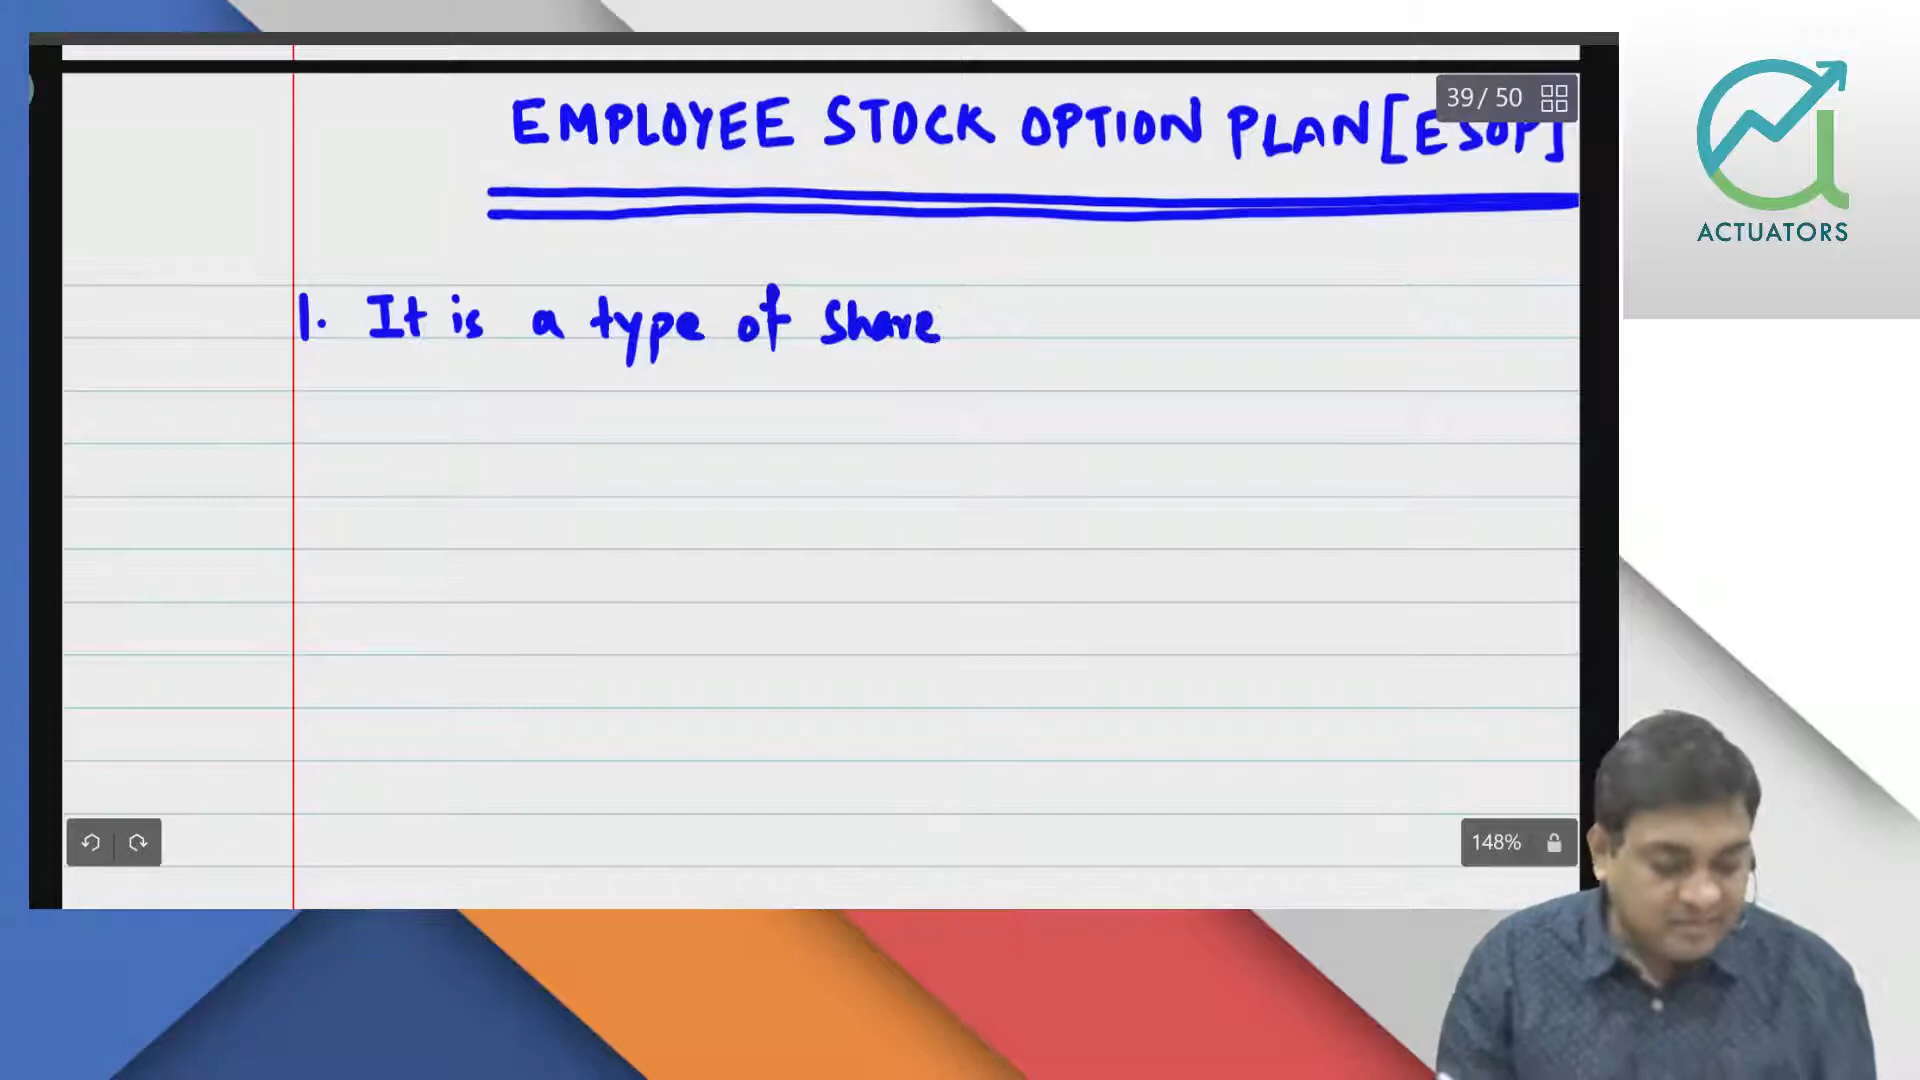 EMPLOYEE STOCK OPTION PLAN [ESOP]
39 / 50
ACTUATORS
1. It is a type of share
148%